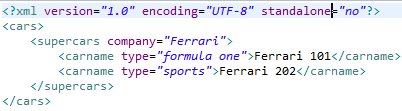 <?xml version="1.0" encoding="UTF-8" standalone="no"?>
<cars>
<supercars company="Ferrari">
<carname type="formula one">Ferrari 101</carname>
<carname type="sports">Ferrari 202</carname>
</supercars>
</cars>